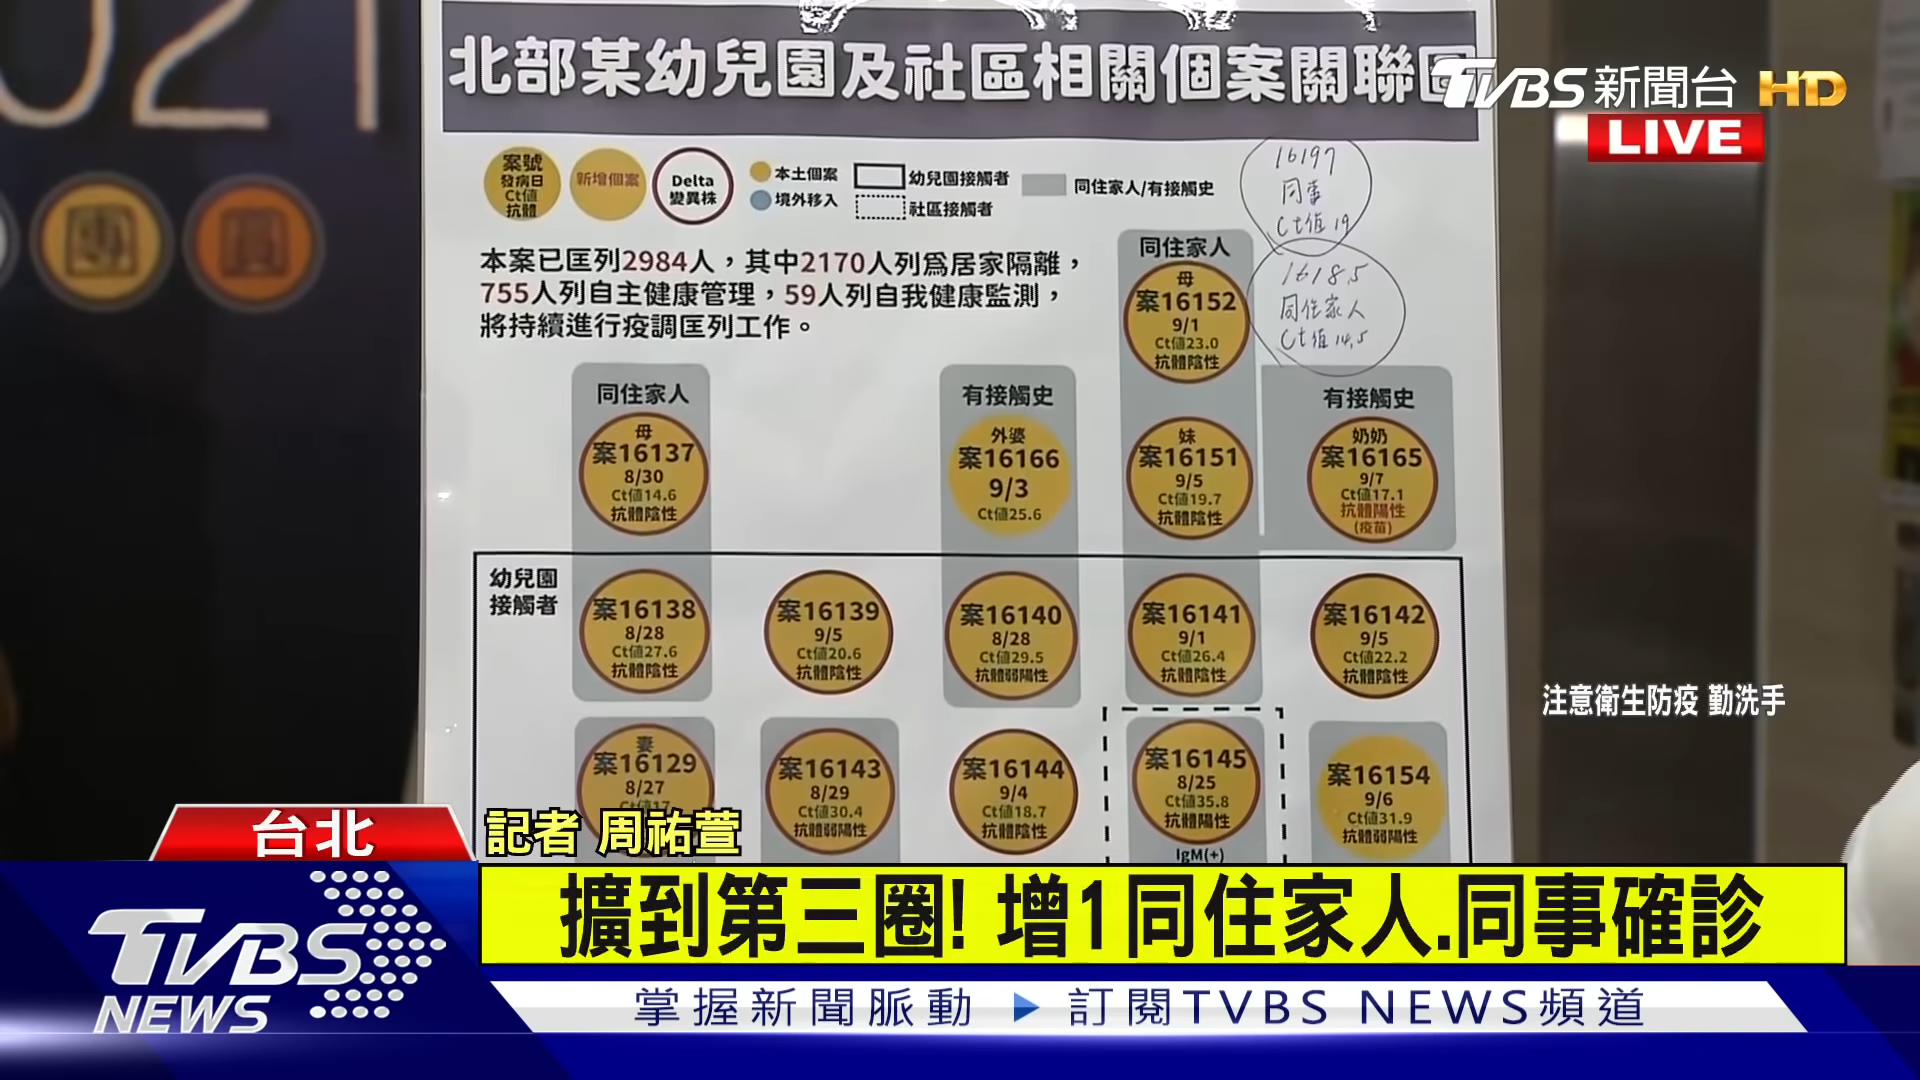 021
團
圓
北部某幼兒園及社區相關個案關聯圖
TVBS新聞台 HD
LIVE
案號
發病日
Ct值
抗體
新增個案
Delta
變異株
本土個案
境外移入
幼兒園接觸者
社區接觸者
同住家人/有接觸史
16197
同事
Ct值 19
16185
同住家人
Ct值 14.5
本案已匡列2984人，其中2170人列為居家隔離，
755人列自主健康管理，59人列自我健康監測，
將持續進行疫調匡列工作。
同住家人
母
案16152
9/1
Ct值23.0
抗體陰性
同住家人
母
案16137
8/30
Ct值14.6
抗體陰性
有接觸史
外婆
案16166
9/3
Ct值25.6
妹
案16151
9/5
Ct值19.7
抗體陰性
有接觸史
奶奶
案16165
9/7
Ct值17.1
抗體陽性
(疫苗)
幼兒園
接觸者
案16138
8/28
Ct值27.6
抗體陰性
案16139
9/5
Ct值20.6
抗體陰性
案16140
8/28
Ct值29.5
抗體弱陽性
案16141
9/1
Ct值26.4
抗體陰性
案16142
9/5
Ct值22.2
抗體陰性
妻
案16129
8/27
Ct值17
案16143
8/29
Ct值30.4
抗體弱陽性
案16144
9/4
Ct值18.7
抗體陰性
案16145
8/25
Ct值35.8
抗體陽性
IgM(+)
案16154
9/6
Ct值31.9
抗體弱陽性
注意衛生防疫 勤洗手
台北
記者 周祐萱
擴到第三圈! 增1同住家人.同事確診
TVBS
NEWS
掌握新聞脈動 ▶ 訂閱TVBS NEWS頻道